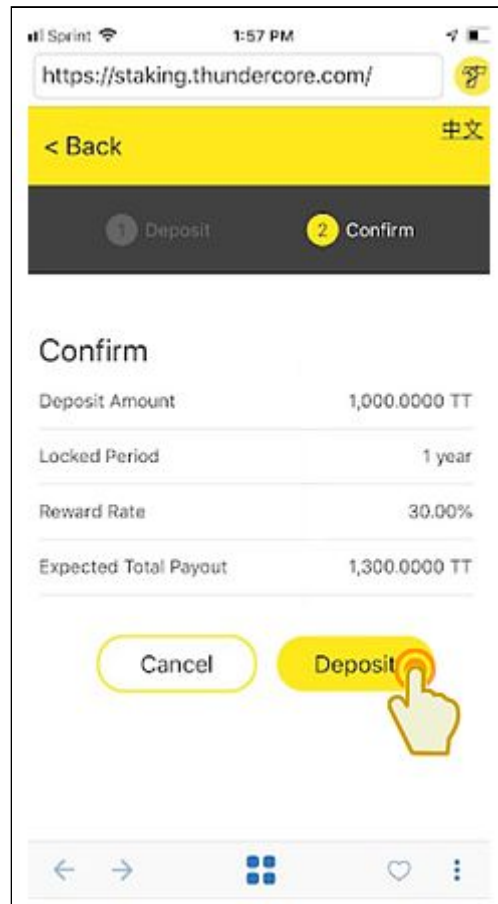 Sprint 1:57 PM
https://staking.thundercore.com/
< Back 中文
1 Deposit 2 Confirm
Confirm
Deposit Amount 1,000.0000 TT
Locked Period 1 year
Reward Rate 30.00%
Expected Total Payout 1,300.0000 TT
Cancel Deposit